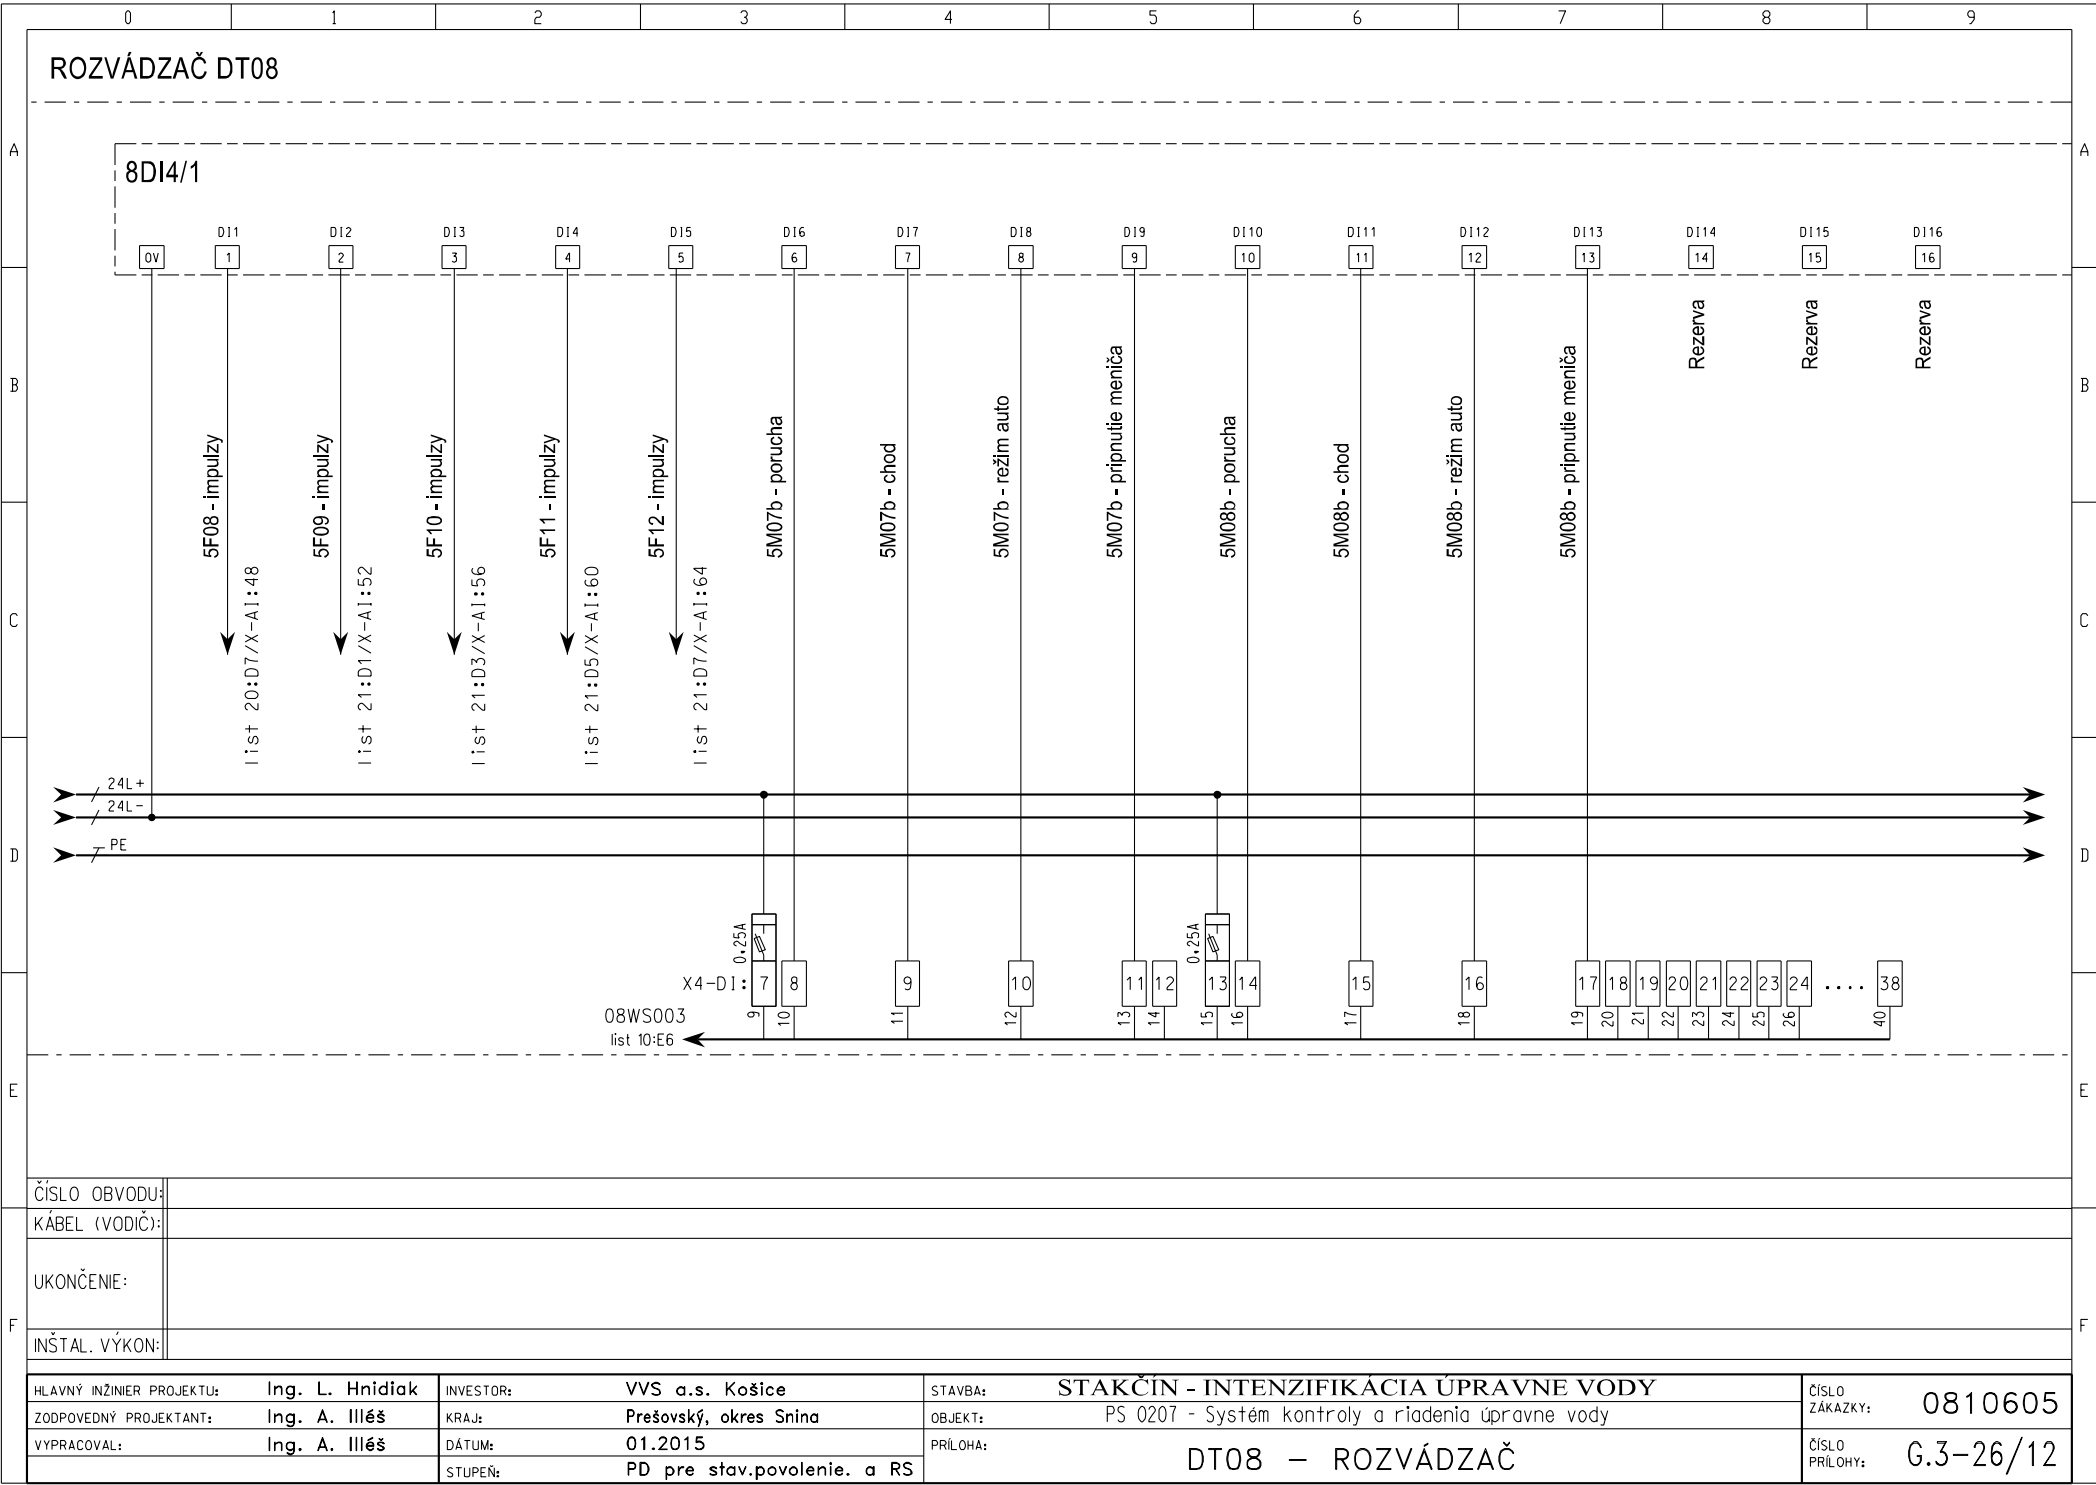 0 1 2 3 4 5 6 7 8 9
ROZVÁDZAČ DT08
A A
8DI4/1
DI1 DI2 DI3 DI4 DI5 DI6 DI7 DI8 DI9 DI10 DI11 DI12 DI13 DI14 DI15 DI16
0V 1 2 3 4 5 6 7 8 9 10 11 12 13 14 15 16
B B
5F08 - impulzy
list 20:D7/X-AI:48
5F09 - impulzy
list 21:D1/X-AI:52
5F10 - impulzy
list 21:D3/X-AI:56
5F11 - impulzy
list 21:D5/X-AI:60
5F12 - impulzy
list 21:D7/X-AI:64
5M07b - porucha
5M07b - chod
5M07b - režim auto
5M07b - pripnutie meniča
5M08b - porucha
5M08b - chod
5M08b - režim auto
5M08b - pripnutie meniča
Rezerva
Rezerva
Rezerva
C C
24L+
24L-
PE
D D
0.25A 0.25A
X4-DI: 7 8 9 10 11 12 13 14 15 16 17 18 19 20 21 22 23 24 .... 38
9 10 11 12 13 14 15 16 17 18 19 20 21 22 23 24 25 26 40
08WS003
list 10:E6
E E
ČÍSLO OBVODU:
KÁBEL (VODIČ):
UKONČENIE:
F F
INŠTAL. VÝKON:
HLAVNÝ INŽINIER PROJEKTU: Ing. L. Hnidiak
ZODPOVEDNÝ PROJEKTANT: Ing. A. Illéš
VYPRACOVAL: Ing. A. Illéš
INVESTOR: VVS a.s. Košice
KRAJ: Prešovský, okres Snina
DÁTUM: 01.2015
STUPEŇ: PD pre stav.povolenie. a RS
STAVBA: STAKČÍN - INTENZIFIKÁCIA ÚPRAVNE VODY
OBJEKT: PS 0207 - Systém kontroly a riadenia úpravne vody
PRÍLOHA: DT08 – ROZVÁDZAČ
ČÍSLO ZÁKAZKY: 0810605
ČÍSLO PRÍLOHY: G.3-26/12